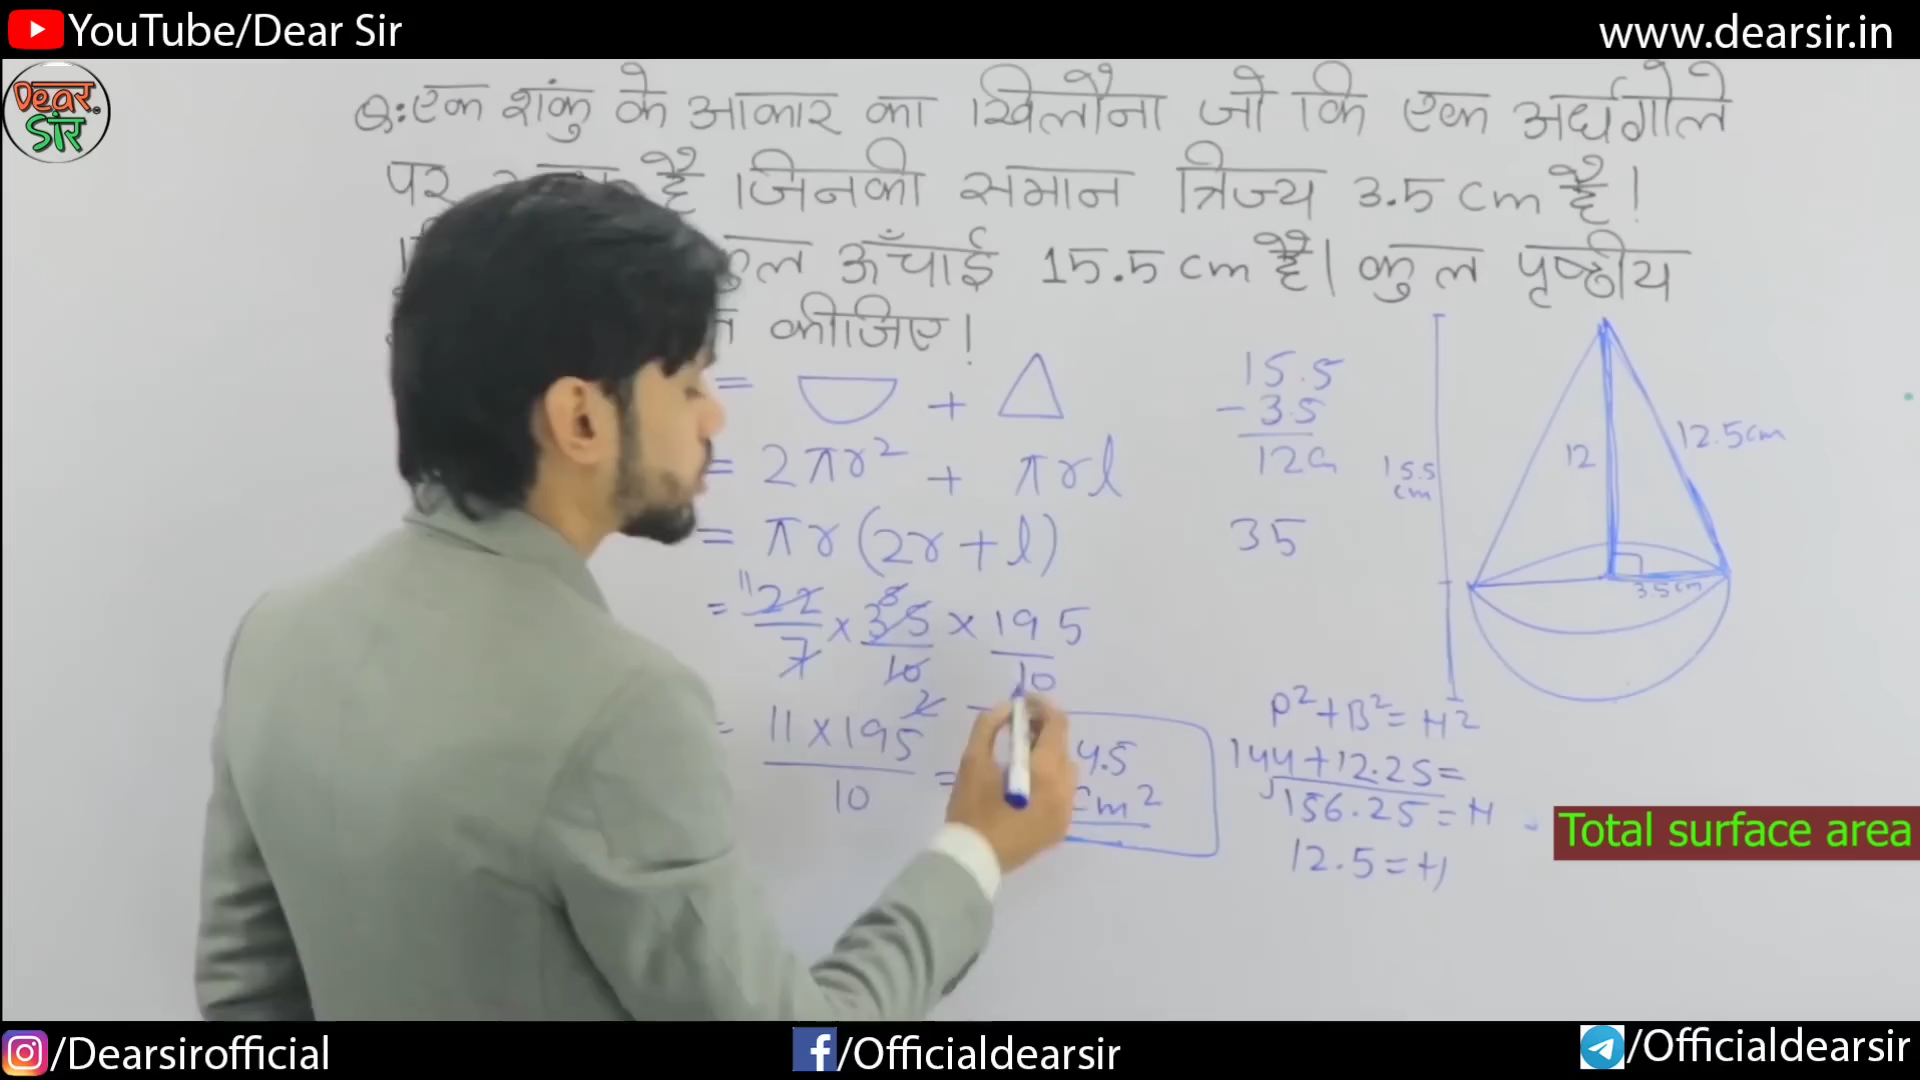 YouTube/Dear Sir
www.dearsir.in
Dear
सर
Q: एक शंकु के आकार का खिलौना जो कि एक अर्धगोले
पर है जिनकी समान त्रिज्य 3.5 cm है!
ऊँचाई 15.5 cm है। कुल पृष्ठीय
कीजिए!
= +
= 2πr² + πrl
= πr (2r + l)
= 11 22/7 × 35/10 × 195/10
2
= 11 × 195/10 =
4.5
cm²
15.5
- 3.5
12
35
15.5
cm
12
12.5cm
3.5cm
P²+B²=H²
144+12.25=
√156.25=H
12.5=H
Total surface area
/Dearsirofficial
/Officialdearsir
/Officialdearsir